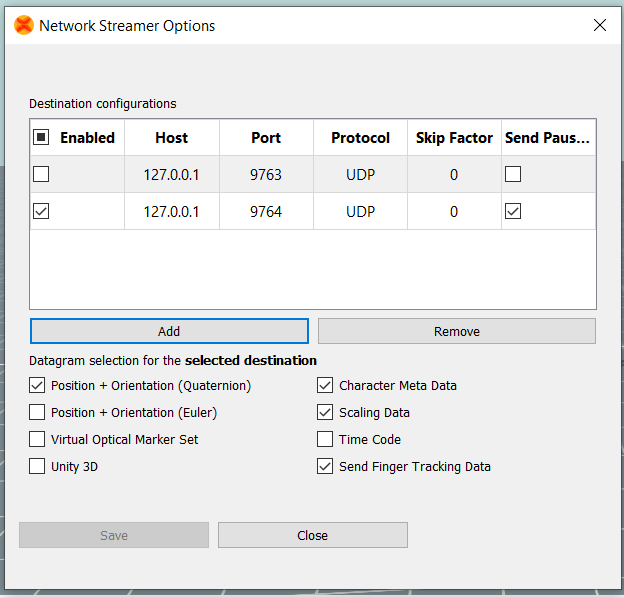 Network Streamer Options
Destination configurations
Enabled Host Port Protocol Skip Factor Send Paus...
127.0.0.1 9763 UDP 0
127.0.0.1 9764 UDP 0
Add Remove
Datagram selection for the selected destination
Position + Orientation (Quaternion) Character Meta Data
Position + Orientation (Euler) Scaling Data
Virtual Optical Marker Set Time Code
Unity 3D Send Finger Tracking Data
Save Close